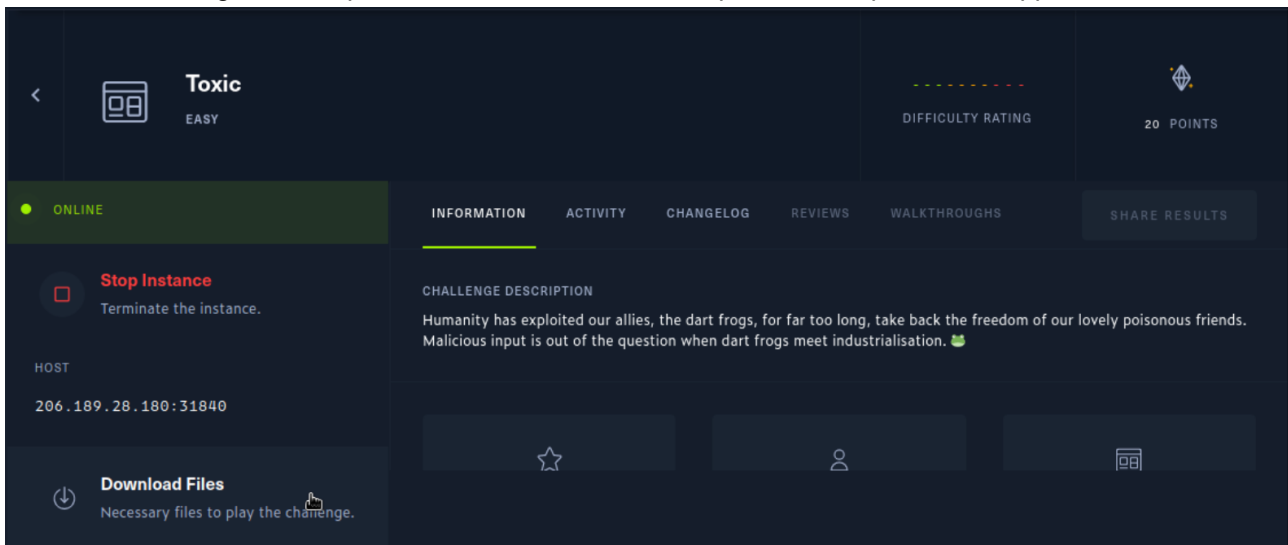 Toxic
EASY
DIFFICULTY RATING
20 POINTS
ONLINE
INFORMATION ACTIVITY CHANGELOG REVIEWS WALKTHROUGHS SHARE RESULTS
Stop Instance
Terminate the instance.
CHALLENGE DESCRIPTION
Humanity has exploited our allies, the dart frogs, for far too long, take back the freedom of our lovely poisonous friends.
Malicious input is out of the question when dart frogs meet industrialisation. 🐸
HOST
206.189.28.180:31840
Download Files
Necessary files to play the challenge.